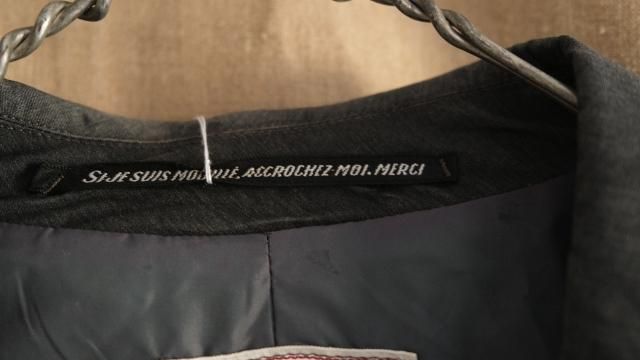 SI JE SUIS MOUILLÉ, ACCROCHEZ-MOI. MERCI